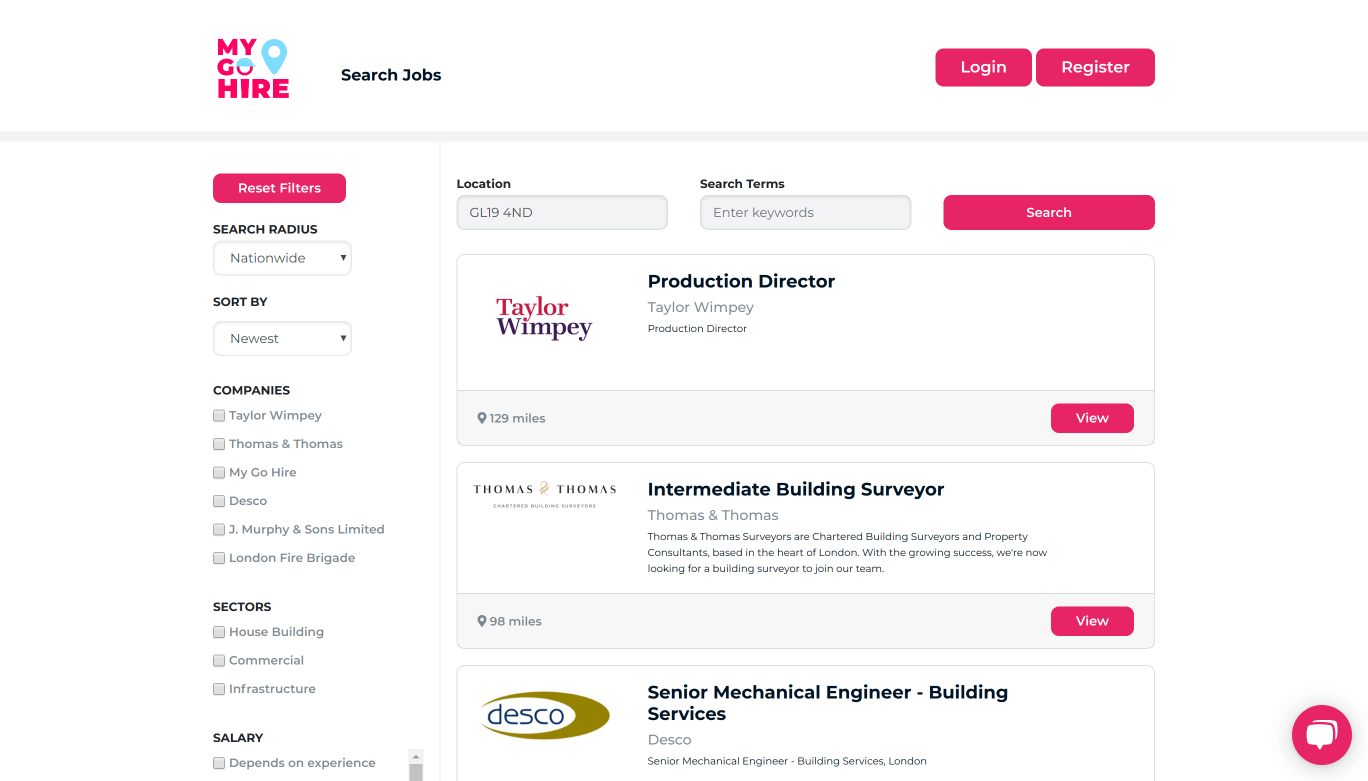 MY
GO
HIRE
Search Jobs
Login
Register
Reset Filters
SEARCH RADIUS
Nationwide
SORT BY
Newest
COMPANIES
Taylor Wimpey
Thomas & Thomas
My Go Hire
Desco
J. Murphy & Sons Limited
London Fire Brigade
SECTORS
House Building
Commercial
Infrastructure
SALARY
Depends on experience
Location
GL19 4ND
Search Terms
Enter keywords
Search
Taylor
Wimpey
Production Director
Taylor Wimpey
Production Director
129 miles
View
THOMAS THOMAS
CHARTERED BUILDING SURVEYORS
Intermediate Building Surveyor
Thomas & Thomas
Thomas & Thomas Surveyors are Chartered Building Surveyors and Property
Consultants, based in the heart of London. With the growing success, we're now
looking for a building surveyor to join our team.
98 miles
View
desco
Senior Mechanical Engineer - Building
Services
Desco
Senior Mechanical Engineer - Building Services, London